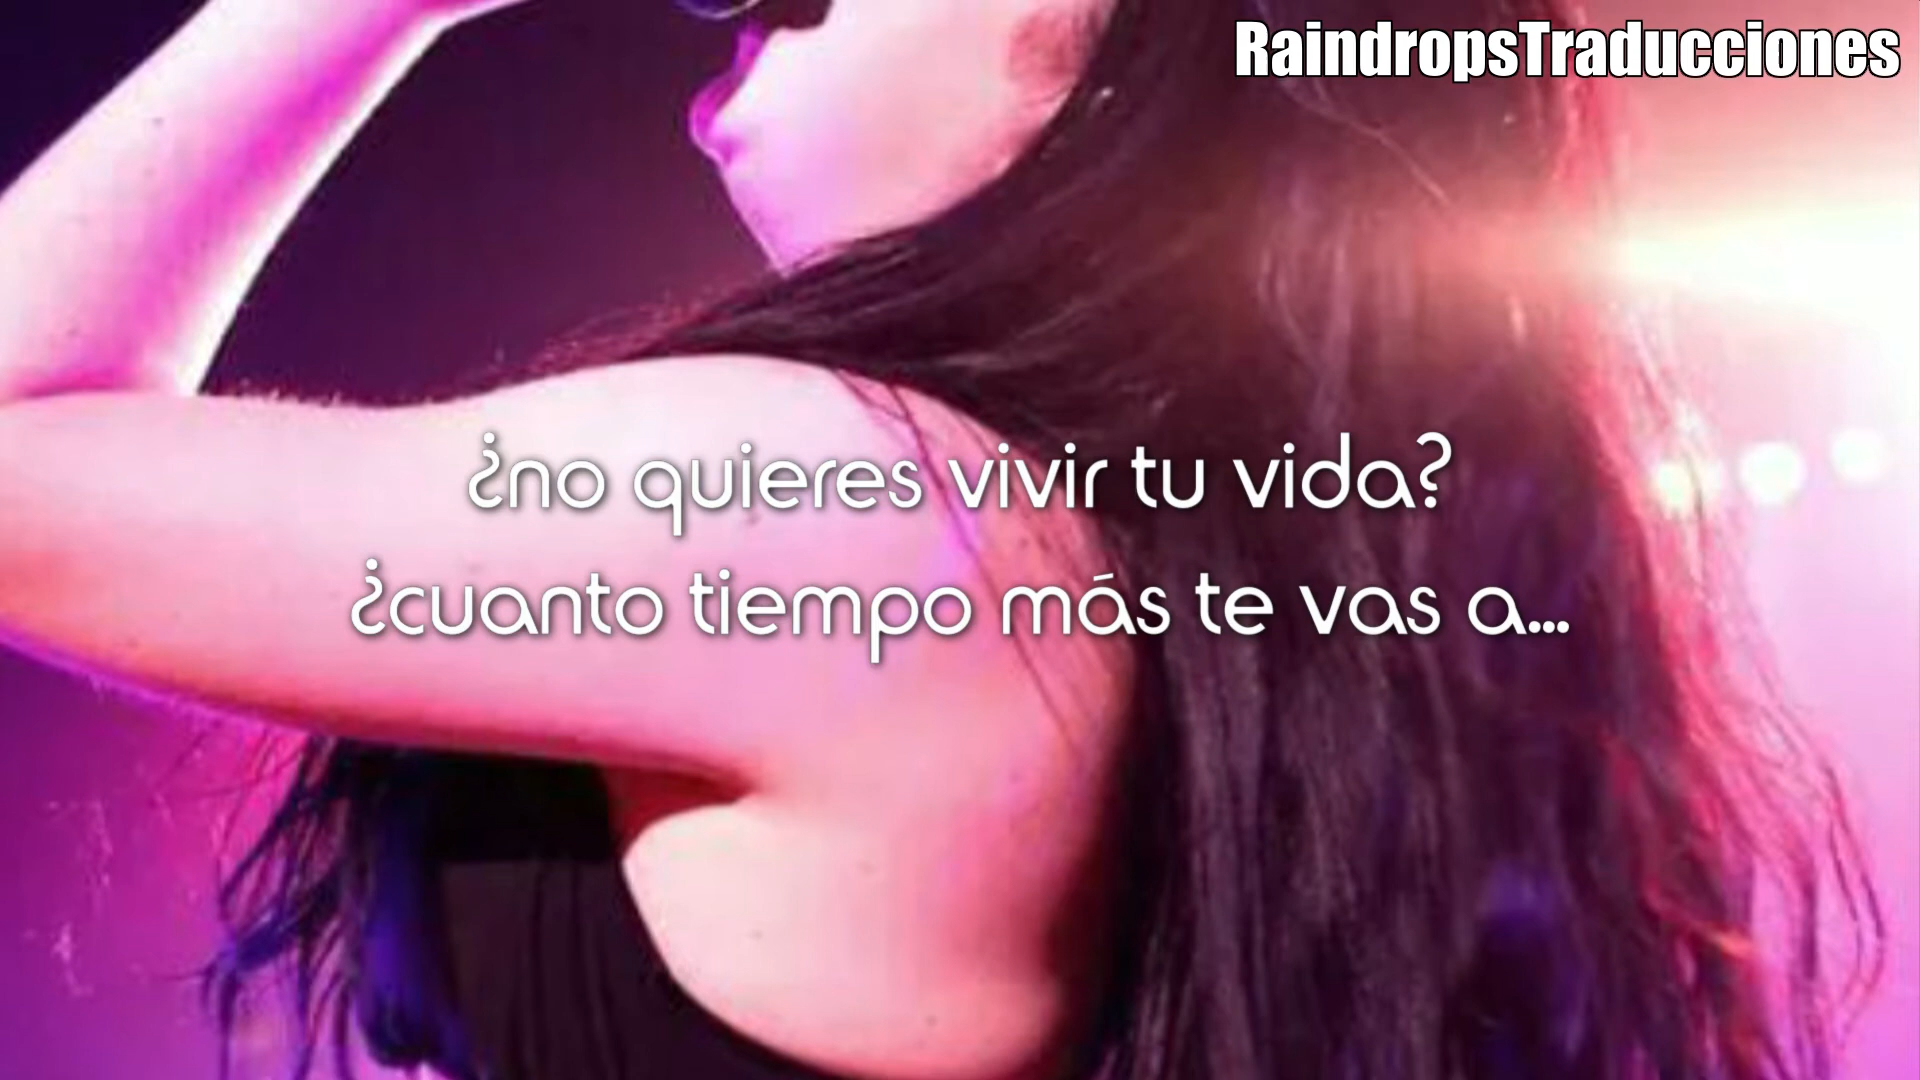 RaindropsTraducciones
¿no quieres vivir tu vida?
¿cuanto tiempo más te vas a...